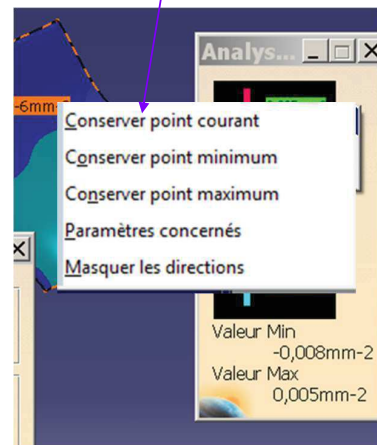 Analys...
-6mm-2
Conserver point courant
Conserver point minimum
Conserver point maximum
Paramètres concernés
Masquer les directions
Valeur Min
-0,008mm-2
Valeur Max
0,005mm-2